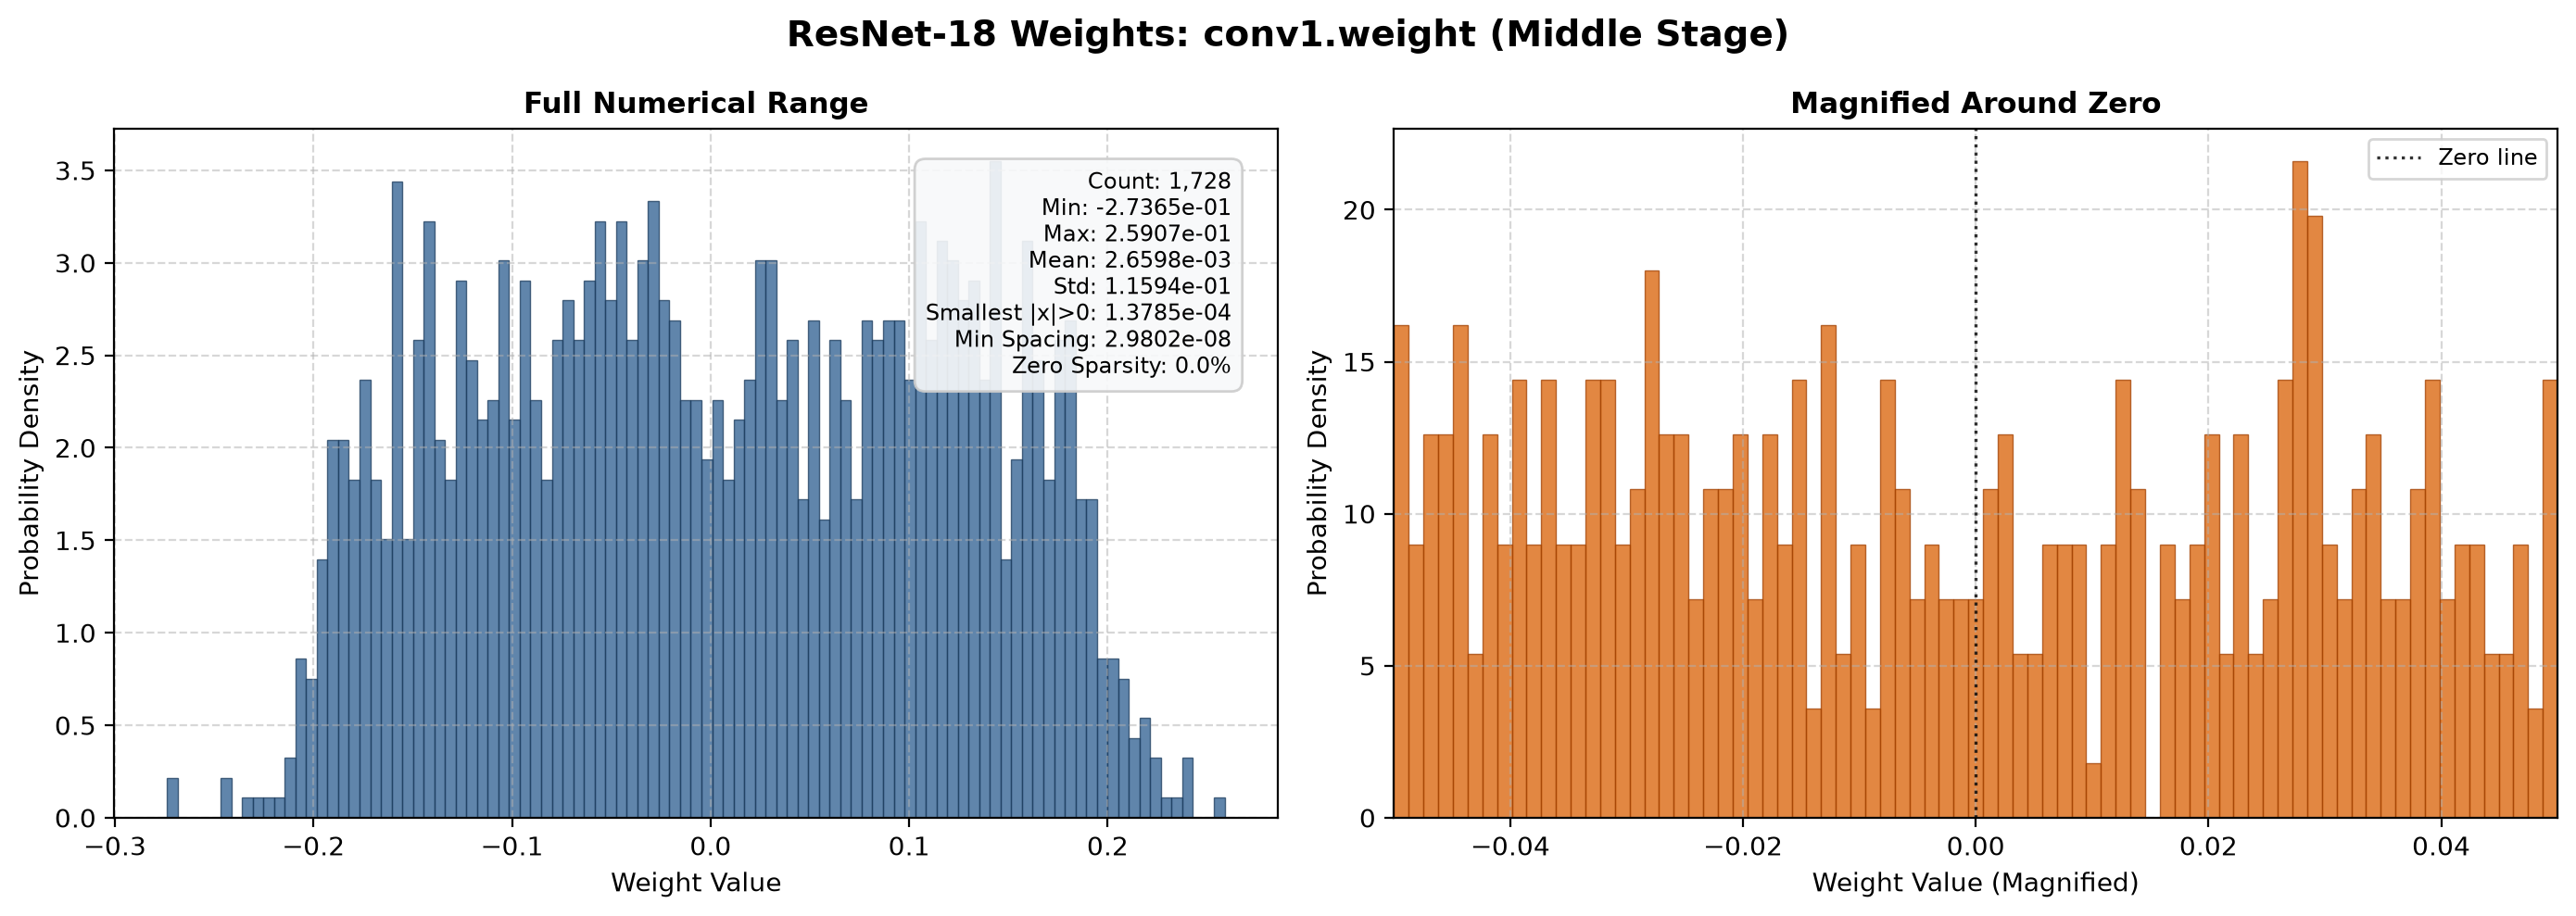 ResNet-18 Weights: conv1.weight (Middle Stage)
Full Numerical Range
Probability Density
3.5
3.0
2.5
2.0
1.5
1.0
0.5
0.0
Count: 1,728
Min: -2.7365e-01
Max: 2.5907e-01
Mean: 2.6598e-03
Std: 1.1594e-01
Smallest |x|>0: 1.3785e-04
Min Spacing: 2.9802e-08
Zero Sparsity: 0.0%
−0.3 −0.2 −0.1 0.0 0.1 0.2
Weight Value
Magnified Around Zero
Probability Density
20
15
10
5
0
Zero line
−0.04 −0.02 0.00 0.02 0.04
Weight Value (Magnified)